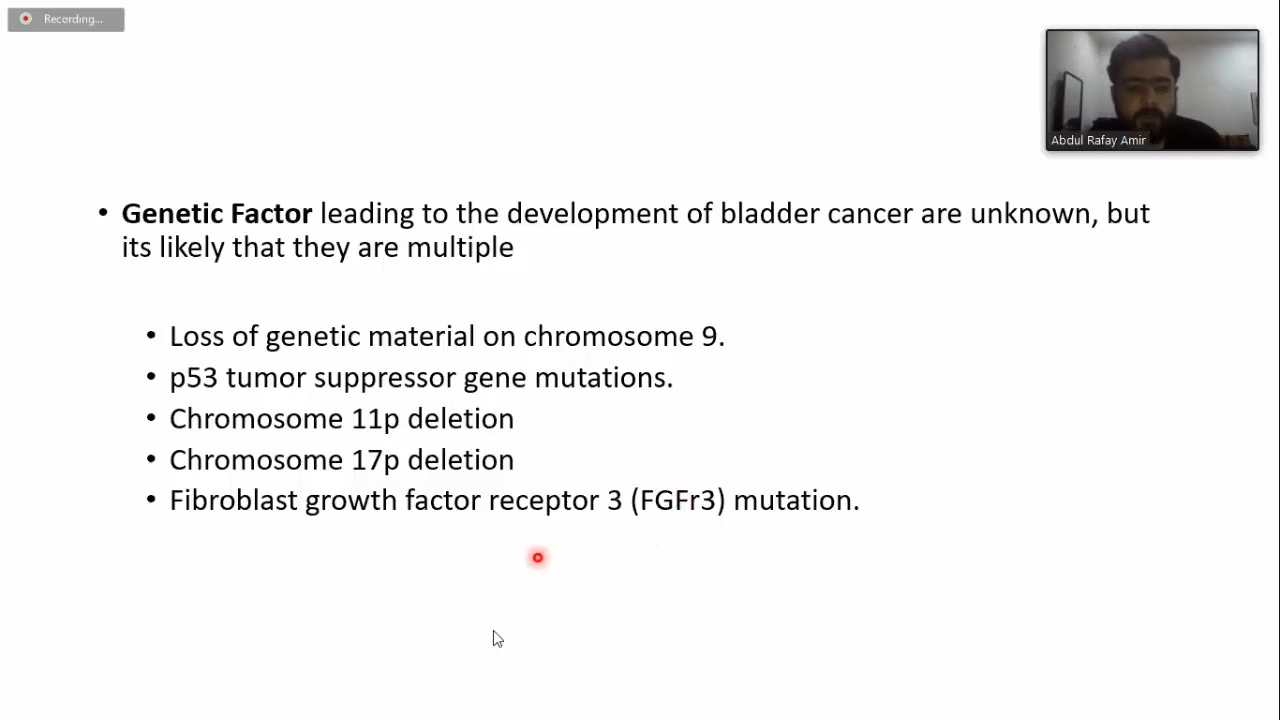 Recording...
Abdul Rafay Amir
• Genetic Factor leading to the development of bladder cancer are unknown, but
its likely that they are multiple
• Loss of genetic material on chromosome 9.
• p53 tumor suppressor gene mutations.
• Chromosome 11p deletion
• Chromosome 17p deletion
• Fibroblast growth factor receptor 3 (FGFr3) mutation.